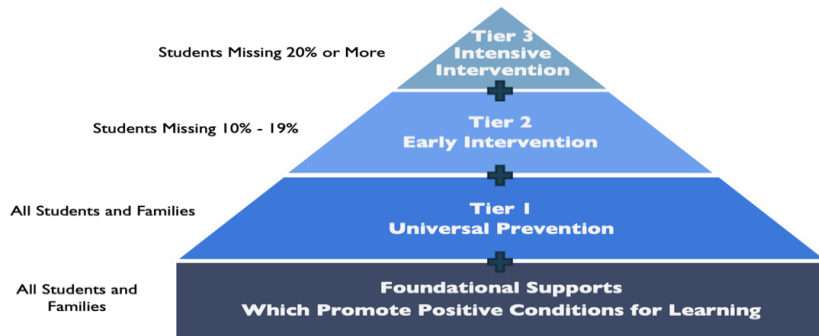 Students Missing 20% or More
Tier 3
Intensive
Intervention
Students Missing 10% - 19%
Tier 2
Early Intervention
All Students and Families
Tier 1
Universal Prevention
All Students and
Families
Foundational Supports
Which Promote Positive Conditions for Learning